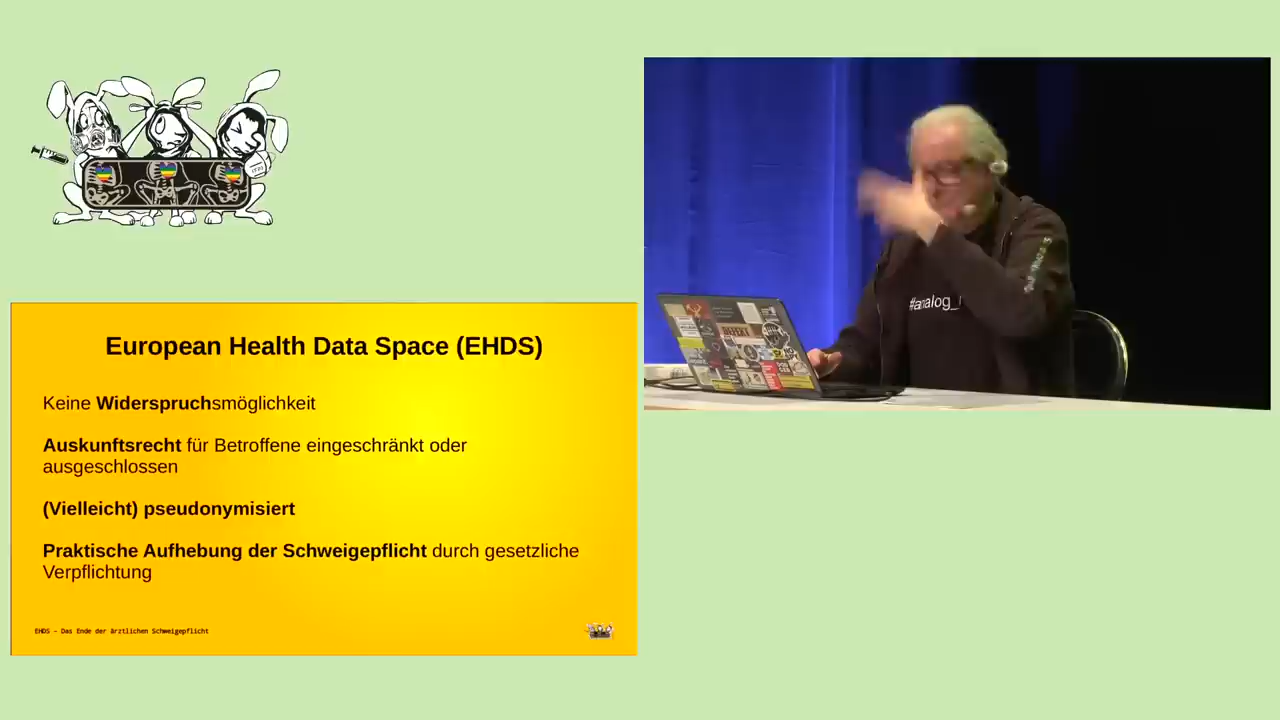 European Health Data Space (EHDS)
Keine Widerspruchsmöglichkeit
Auskunftsrecht für Betroffene eingeschränkt oder
ausgeschlossen
(Vielleicht) pseudonymisiert
Praktische Aufhebung der Schweigepflicht durch gesetzliche
Verpflichtung
EHDS – Das Ende der ärztlichen Schweigepflicht
#analog_